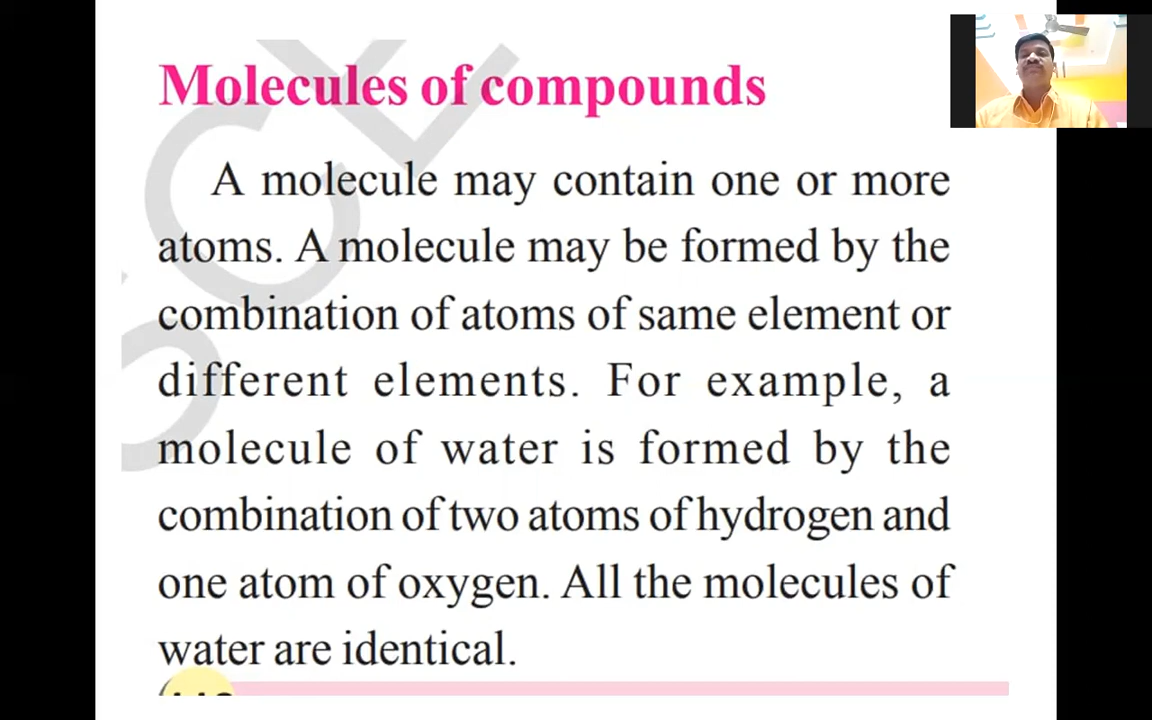 Molecules of compounds
A molecule may contain one or more
atoms. A molecule may be formed by the
combination of atoms of same element or
different elements. For example, a
molecule of water is formed by the
combination of two atoms of hydrogen and
one atom of oxygen. All the molecules of
water are identical.